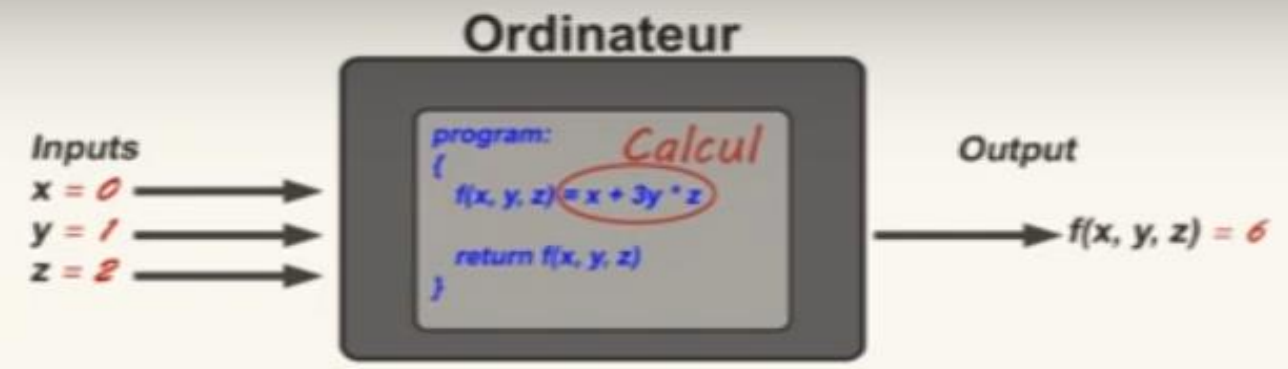 Ordinateur
Inputs
x = 0
y = 1
z = 2
program:
{
Calcul
f(x, y, z) = x + 3y * z
return f(x, y, z)
}
Output
f(x, y, z) = 6